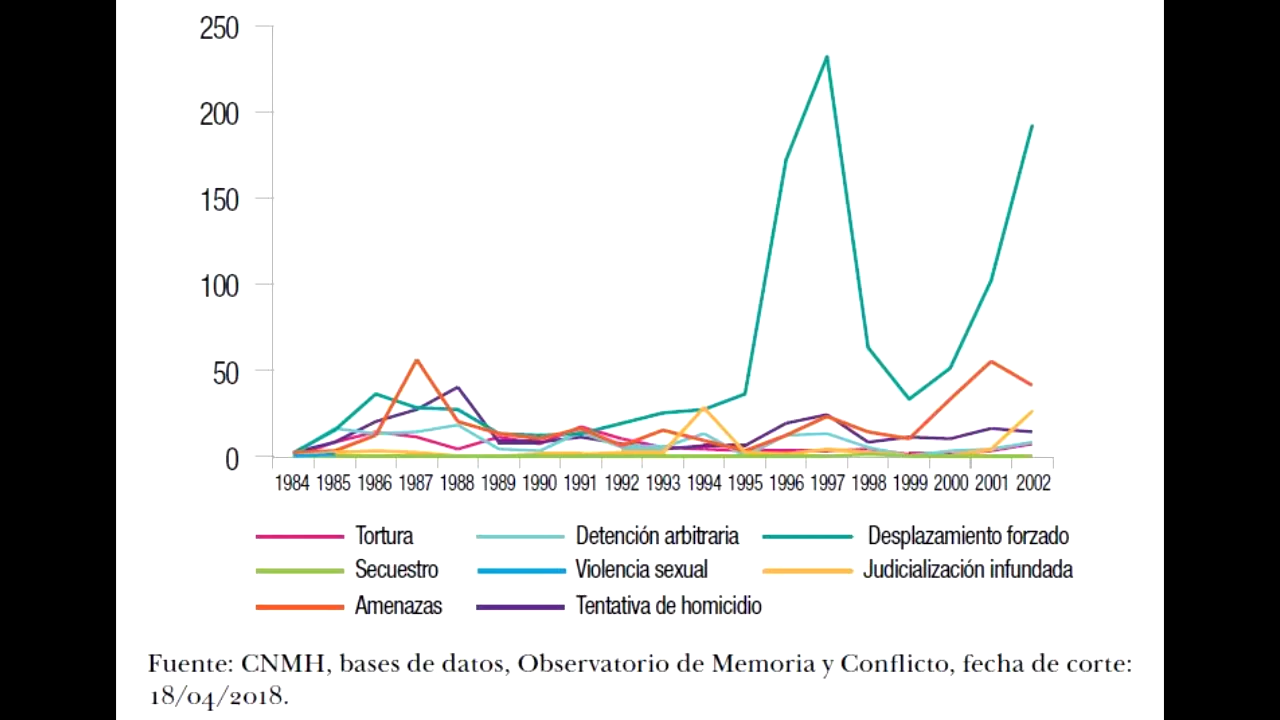 250
200
150
100
50
0
1984 1985 1986 1987 1988 1989 1990 1991 1992 1993 1994 1995 1996 1997 1998 1999 2000 2001 2002
Tortura Detención arbitraria Desplazamiento forzado
Secuestro Violencia sexual Judicialización infundada
Amenazas Tentativa de homicidio
Fuente: CNMH, bases de datos, Observatorio de Memoria y Conflicto, fecha de corte:
18/04/2018.